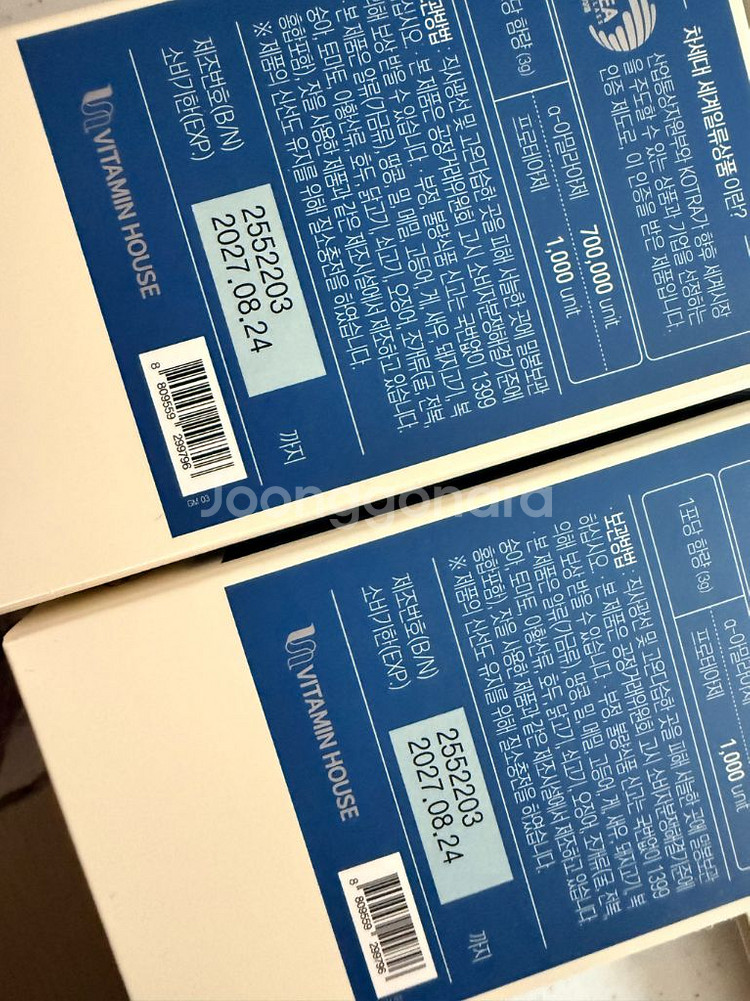 차세대 세계일류상품 이란?
산업통상자원부와 KOTRA가 향후 세계시장
을 주도할 수 있는 상품과 기업을 선정하는
인증 제도로, 이 인증을 받은 제품입니다.
당 함량 (3g)
α-아밀라아제 700,000 unit
프로테아제 1,000 unit
보관방법 : 직사광선 및 고온다습한 곳을 피해 서늘한 곳에 밀봉보관
하십시오. 본 제품은 공정거래위원회 고시 소비자분쟁해결기준에
의해 보상 받을 수 있습니다. 부정·불량식품 신고는 국번없이 1399
본 제품은 알류(가금류), 땅콩, 밀, 메밀, 고등어, 게, 새우, 돼지고기, 복
숭아, 토마토, 아황산류, 호두, 닭고기, 쇠고기, 오징어, 조개류(굴, 전복,
홍합포함), 잣을 사용한 제품과 같은 제조시설에서 제조하고 있습니다.
※ 제품의 신선도 유지를 위해 질소충전을 하였습니다.
제조번호(B/N)
소비기한(EXP.)
2552203
2027.08.24
까지
VITAMIN HOUSE
8 809559 299796
Joonggonara
1포당 함량 (3g)
프로테아제 1,000 unit
보관방법 : 직사광선 및 고온다습한 곳을 피해 서늘한 곳에 밀봉보관
하십시오. 본 제품은 공정거래위원회 고시 소비자분쟁해결기준에
의해 보상 받을 수 있습니다. 부정·불량식품 신고는 국번없이 1399
본 제품은 알류(가금류), 땅콩, 밀, 메밀, 고등어, 게, 새우, 돼지고기, 복
숭아, 토마토, 아황산류, 호두, 닭고기, 쇠고기, 오징어, 조개류(굴, 전복,
홍합포함), 잣을 사용한 제품과 같은 제조시설에서 제조하고 있습니다.
※ 제품의 신선도 유지를 위해 질소충전을 하였습니다.
제조번호(B/N)
소비기한(EXP.)
2552203
2027.08.24
까지
VITAMIN HOUSE
8 809559 299796